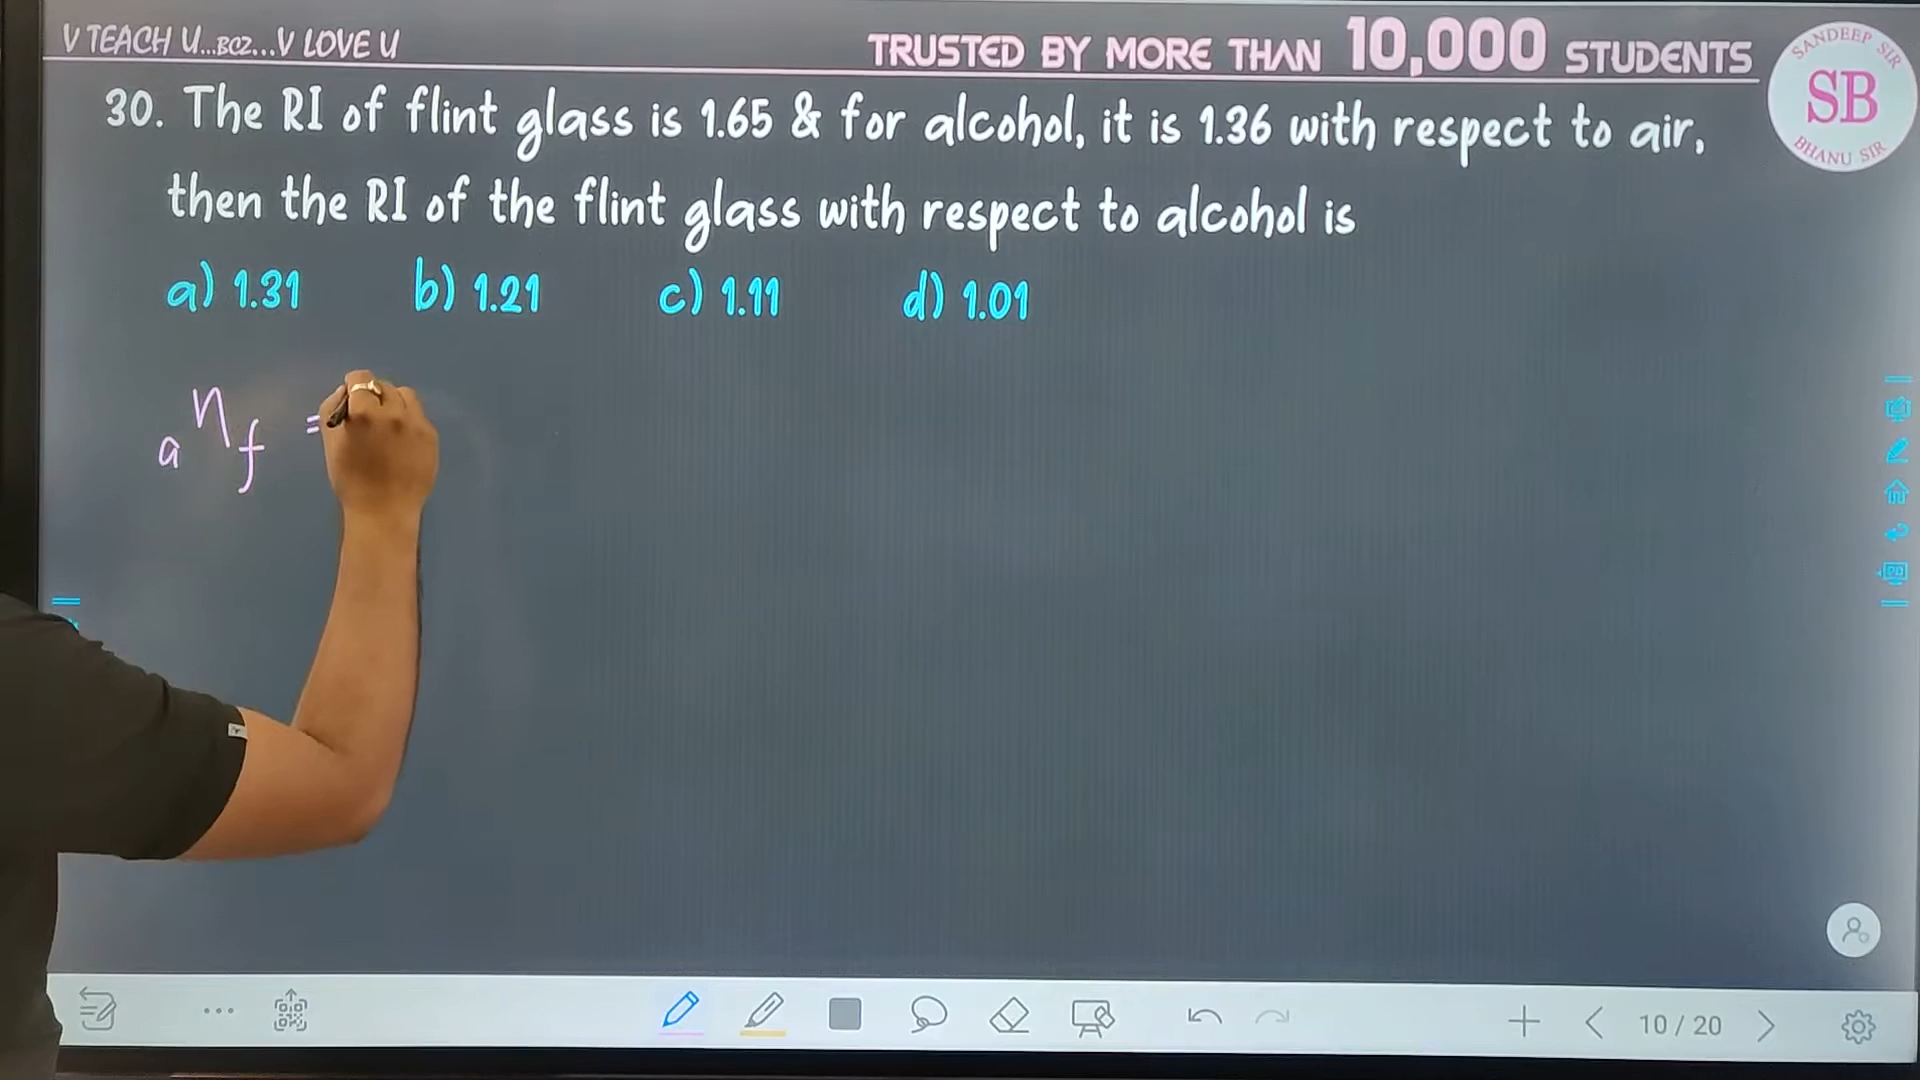 V TEACH U...BCZ...V LOVE U
TRUSTED BY MORE THAN 10,000 STUDENTS
SANDEEP SIR
SB
BHANU SIR
30. The RI of flint glass is 1.65 & for alcohol, it is 1.36 with respect to air,
then the RI of the flint glass with respect to alcohol is
a) 1.31 b) 1.21 c) 1.11 d) 1.01
a n f =
10 / 20